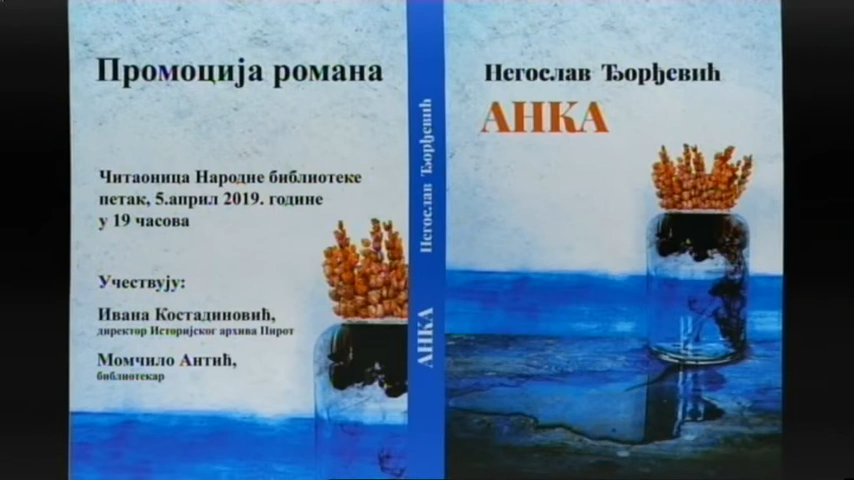 Промоција романа
Читаоница Народне библиотеке
петак, 5.април 2019. године
у 19 часова
Учествују:
Ивана Костадиновић,
директор Историјског архива Пирот
Момчило Антић,
библиотекар
АНКА Негослав Ђорђевић
Негослав Ђорђевић
АНКА